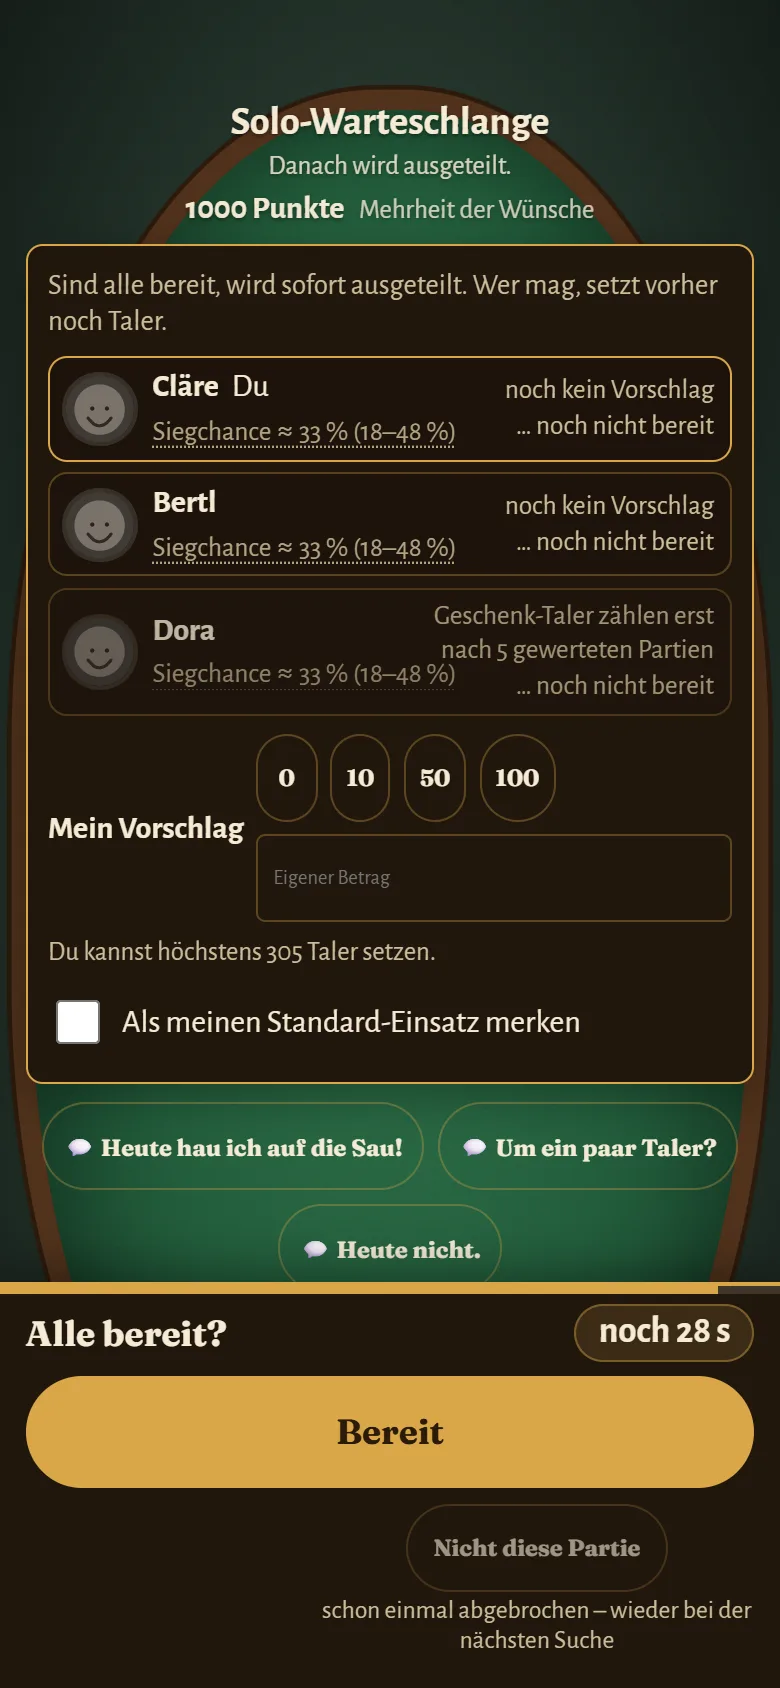 Solo-Warteschlange
Danach wird ausgeteilt.
1000 Punkte Mehrheit der Wünsche
Sind alle bereit, wird sofort ausgeteilt. Wer mag, setzt vorher
noch Taler.
Cläre Du
Siegchance ≈ 33 % (18–48 %)
noch kein Vorschlag
... noch nicht bereit
Bertl
Siegchance ≈ 33 % (18–48 %)
noch kein Vorschlag
... noch nicht bereit
Dora
Siegchance ≈ 33 % (18–48 %)
Geschenk-Taler zählen erst
nach 5 gewerteten Partien
... noch nicht bereit
Mein Vorschlag
0 10 50 100
Eigener Betrag
Du kannst höchstens 305 Taler setzen.
Als meinen Standard-Einsatz merken
Heute hau ich auf die Sau! Um ein paar Taler?
Heute nicht.
Alle bereit? noch 28 s
Bereit
Nicht diese Partie
schon einmal abgebrochen – wieder bei der
nächsten Suche